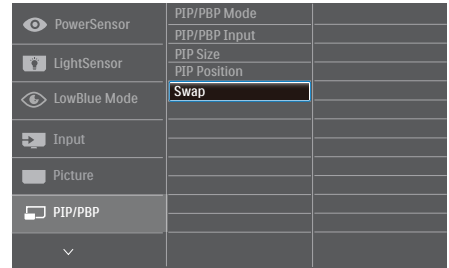 PowerSensor
LightSensor
LowBlue Mode
Input
Picture
PIP/PBP
PIP/PBP Mode
PIP/PBP Input
PIP Size
PIP Position
Swap